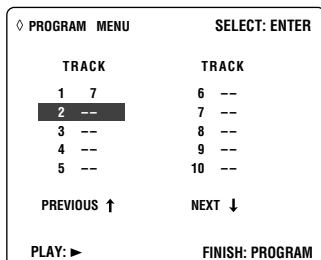 ◊ PROGRAM MENU SELECT: ENTER
TRACK TRACK
1 7 6 --
2 -- 7 --
3 -- 8 --
4 -- 9 --
5 -- 10 --
PREVIOUS ↑ NEXT ↓
PLAY: ► FINISH: PROGRAM